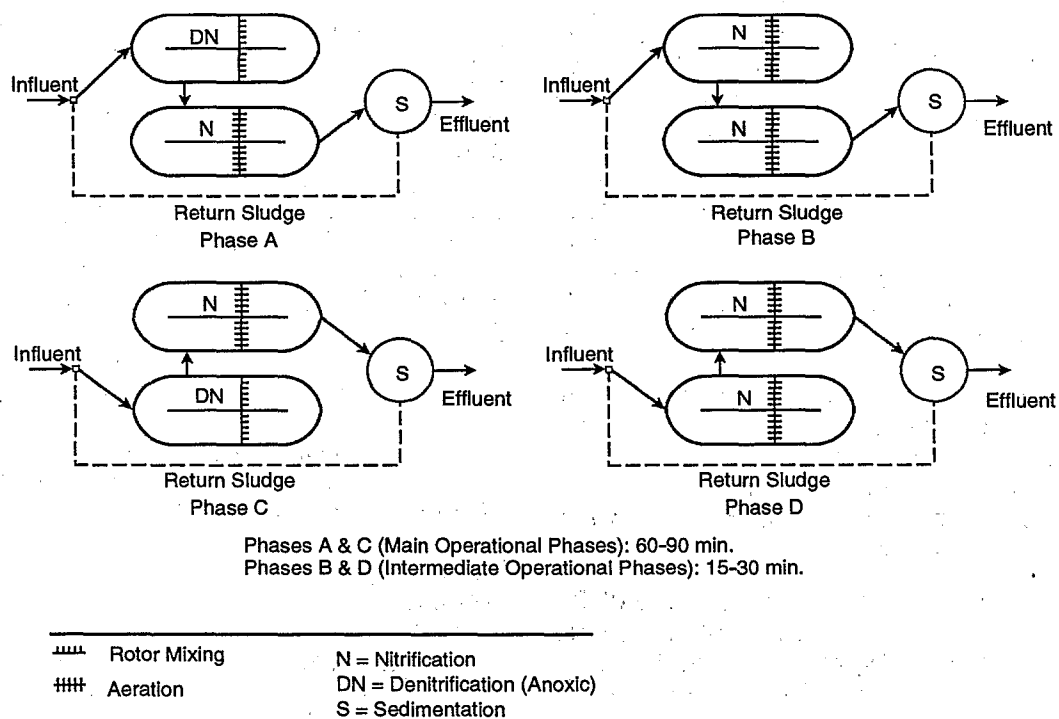 DN
Influent
N
S
Effluent
Return Sludge
Phase A
N
Influent
N
S
Effluent
Return Sludge
Phase B
N
Influent
DN
S
Effluent
Return Sludge
Phase C
N
Influent
N
S
Effluent
Return Sludge
Phase D
Phases A & C (Main Operational Phases): 60-90 min.
Phases B & D (Intermediate Operational Phases): 15-30 min.
Rotor Mixing
Aeration
N = Nitrification
DN = Denitrification (Anoxic)
S = Sedimentation